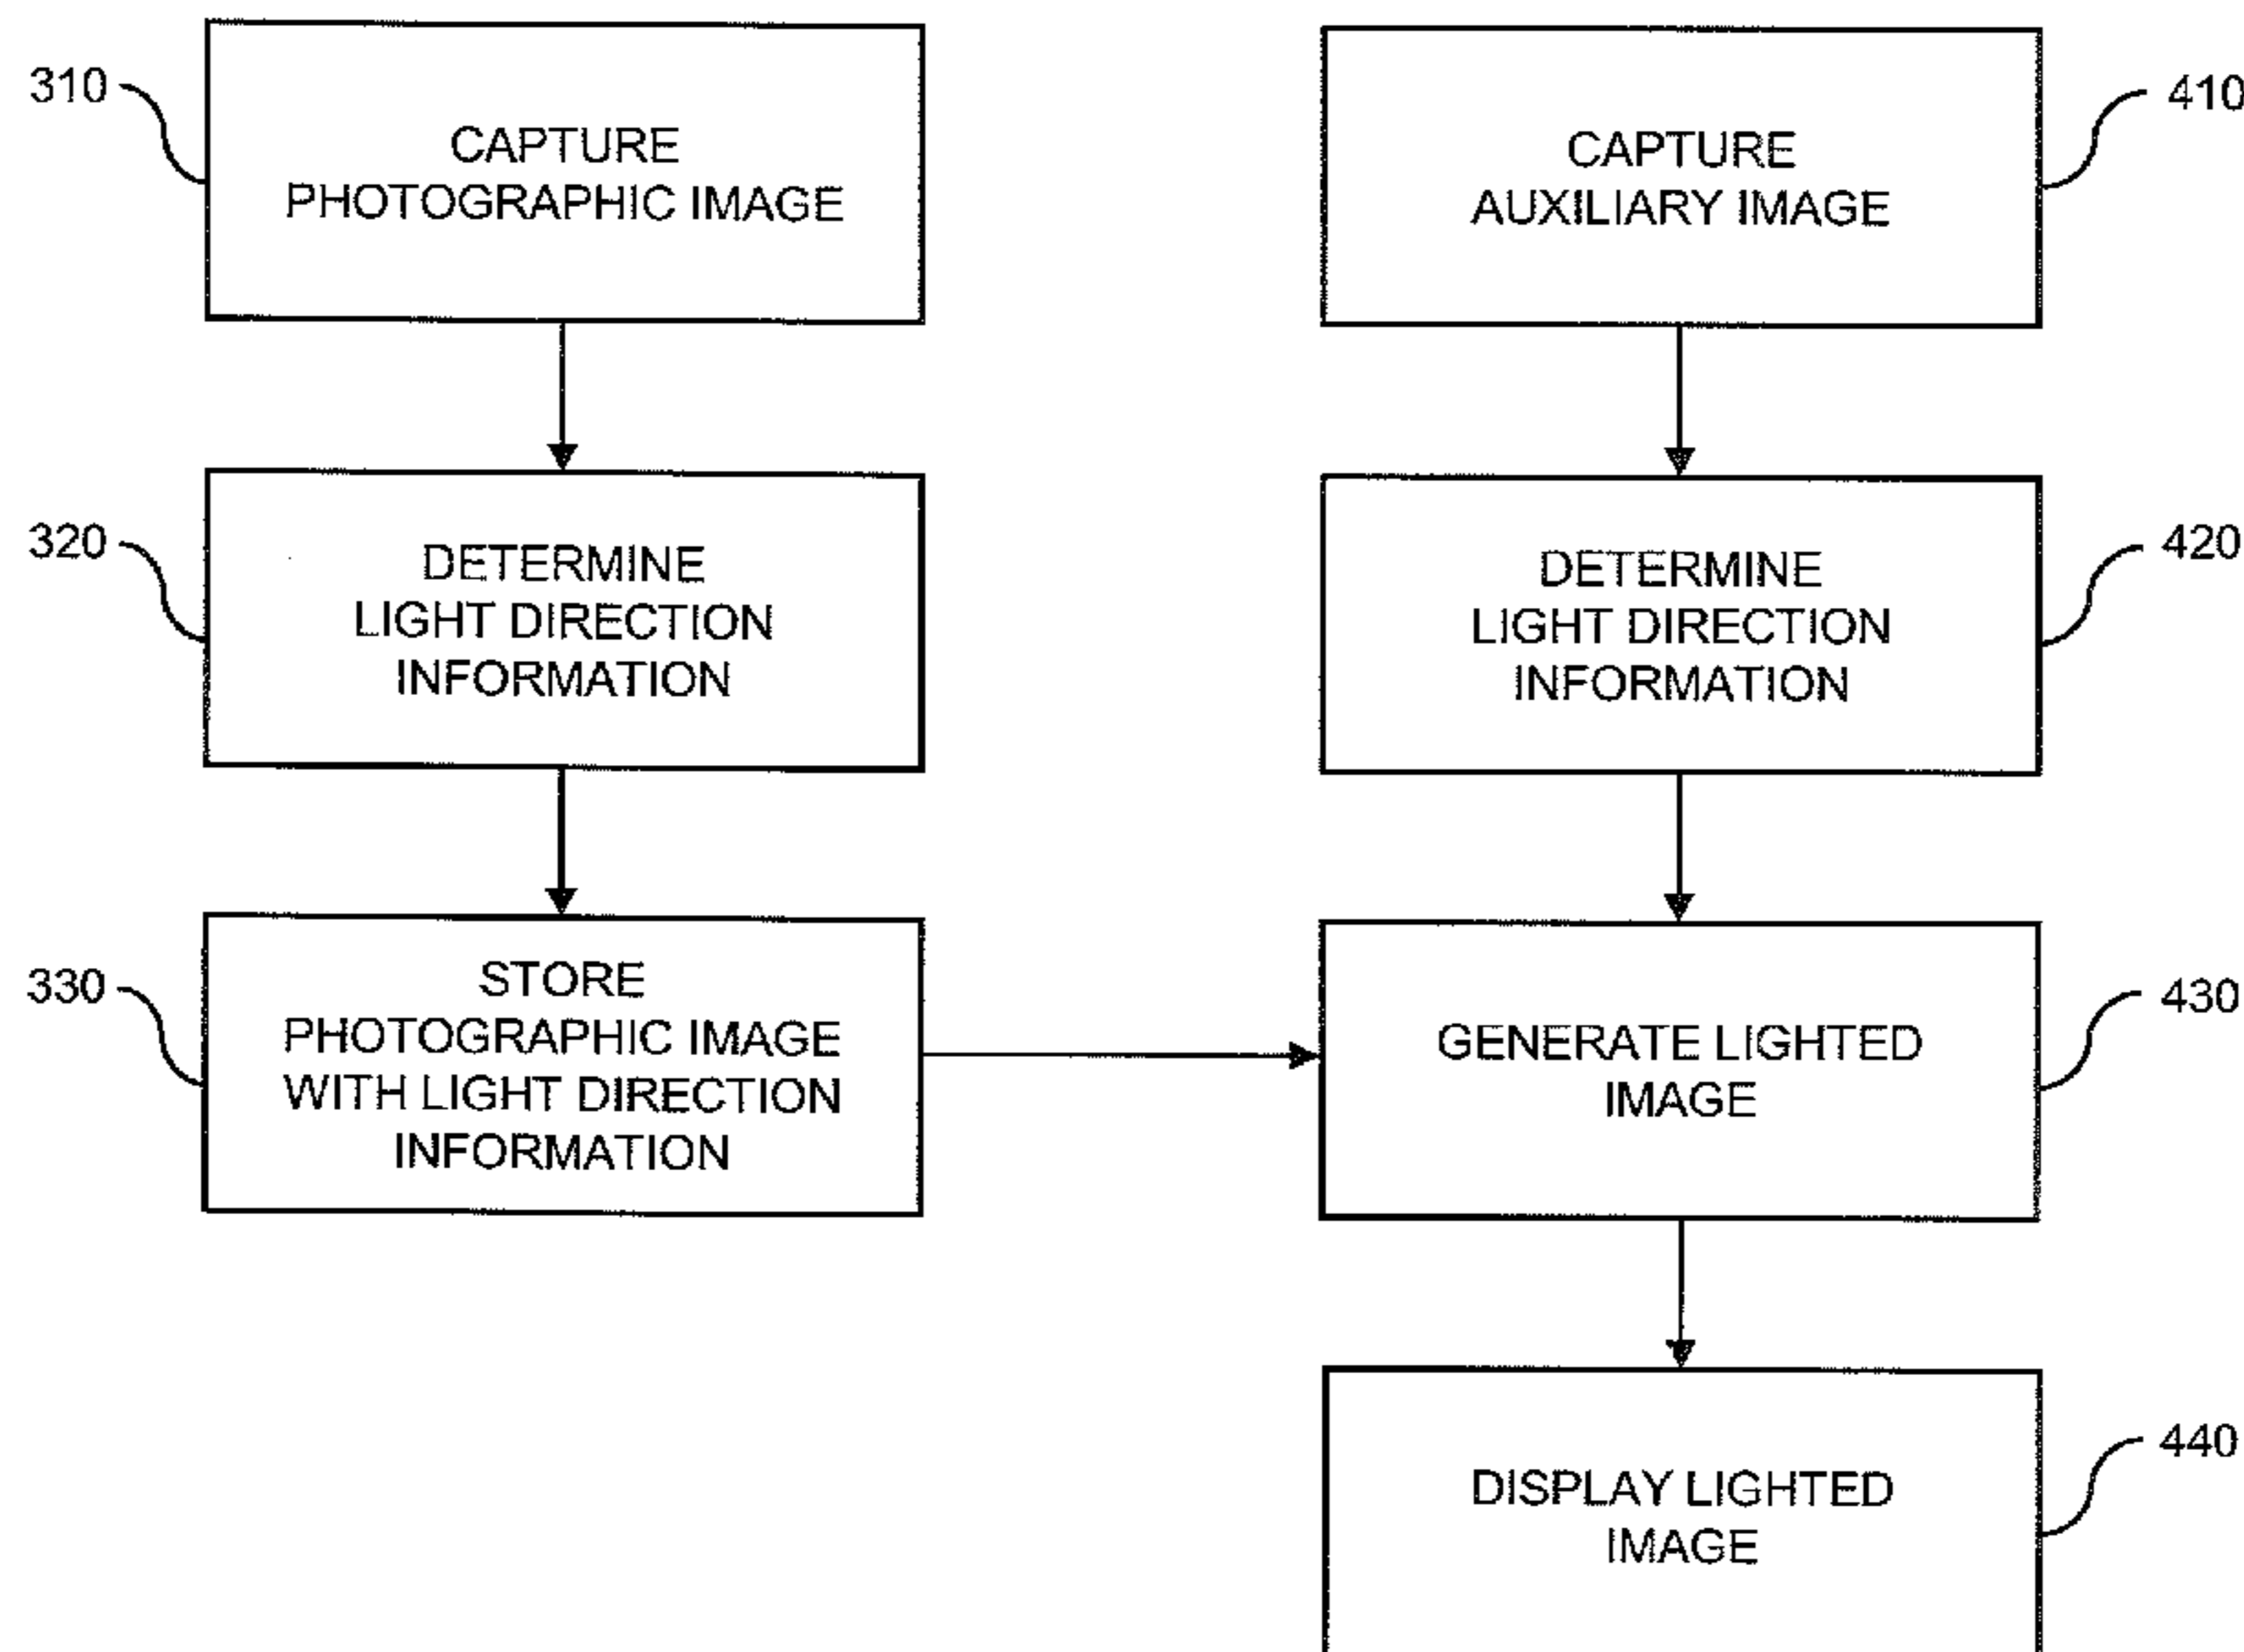 310
CAPTURE
PHOTOGRAPHIC IMAGE
320
DETERMINE
LIGHT DIRECTION
INFORMATION
330
STORE
PHOTOGRAPHIC IMAGE
WITH LIGHT DIRECTION
INFORMATION
410
CAPTURE
AUXILIARY IMAGE
420
DETERMINE
LIGHT DIRECTION
INFORMATION
430
GENERATE LIGHTED
IMAGE
440
DISPLAY LIGHTED
IMAGE